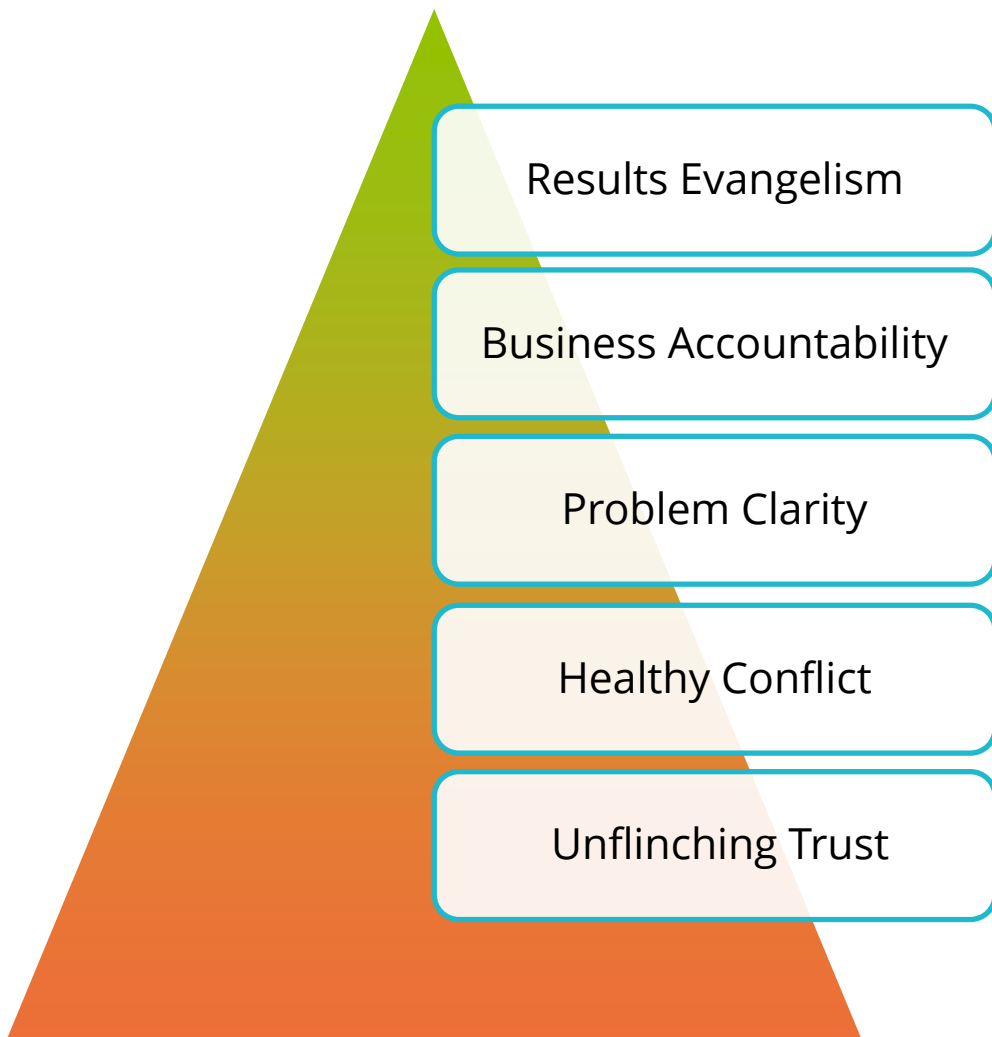 Results Evangelism
Business Accountability
Problem Clarity
Healthy Conflict
Unflinching Trust